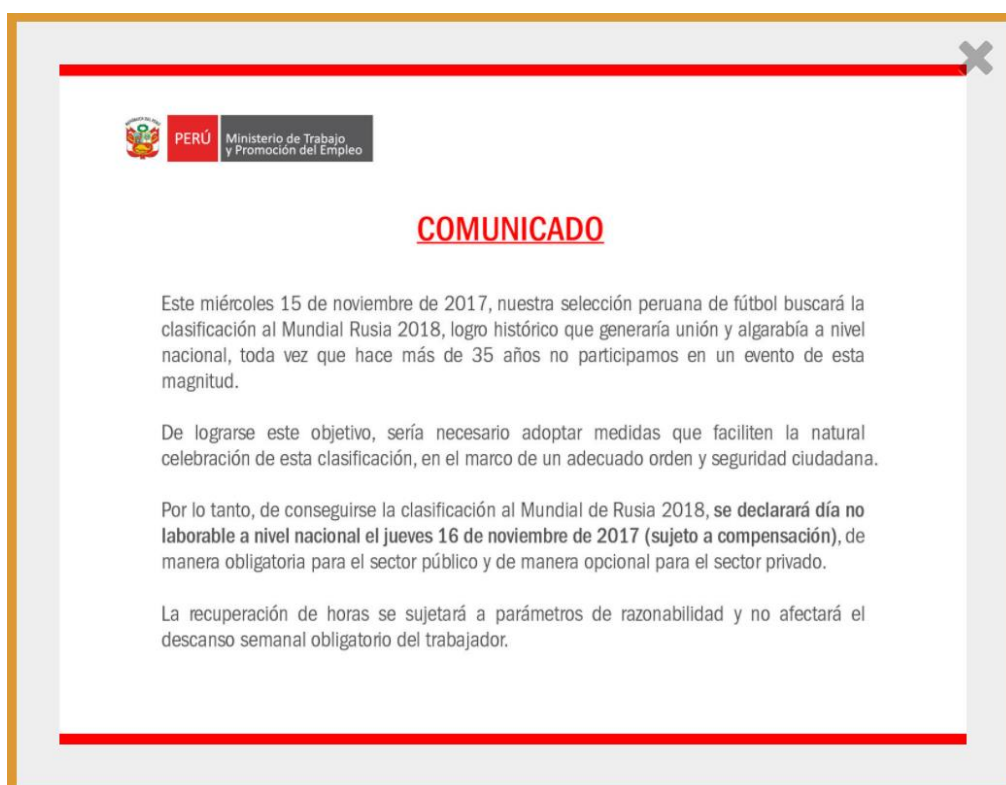 PERÚ
Ministerio de Trabajo
y Promoción del Empleo
COMUNICADO
Este miércoles 15 de noviembre de 2017, nuestra selección peruana de fútbol buscará la
clasificación al Mundial Rusia 2018, logro histórico que generaría unión y algarabía a nivel
nacional, toda vez que hace más de 35 años no participamos en un evento de esta
magnitud.
De lograrse este objetivo, sería necesario adoptar medidas que faciliten la natural
celebración de esta clasificación, en el marco de un adecuado orden y seguridad ciudadana.
Por lo tanto, de conseguirse la clasificación al Mundial de Rusia 2018, se declarará día no
laborable a nivel nacional el jueves 16 de noviembre de 2017 (sujeto a compensación), de
manera obligatoria para el sector público y de manera opcional para el sector privado.
La recuperación de horas se sujetará a parámetros de razonabilidad y no afectará el
descanso semanal obligatorio del trabajador.